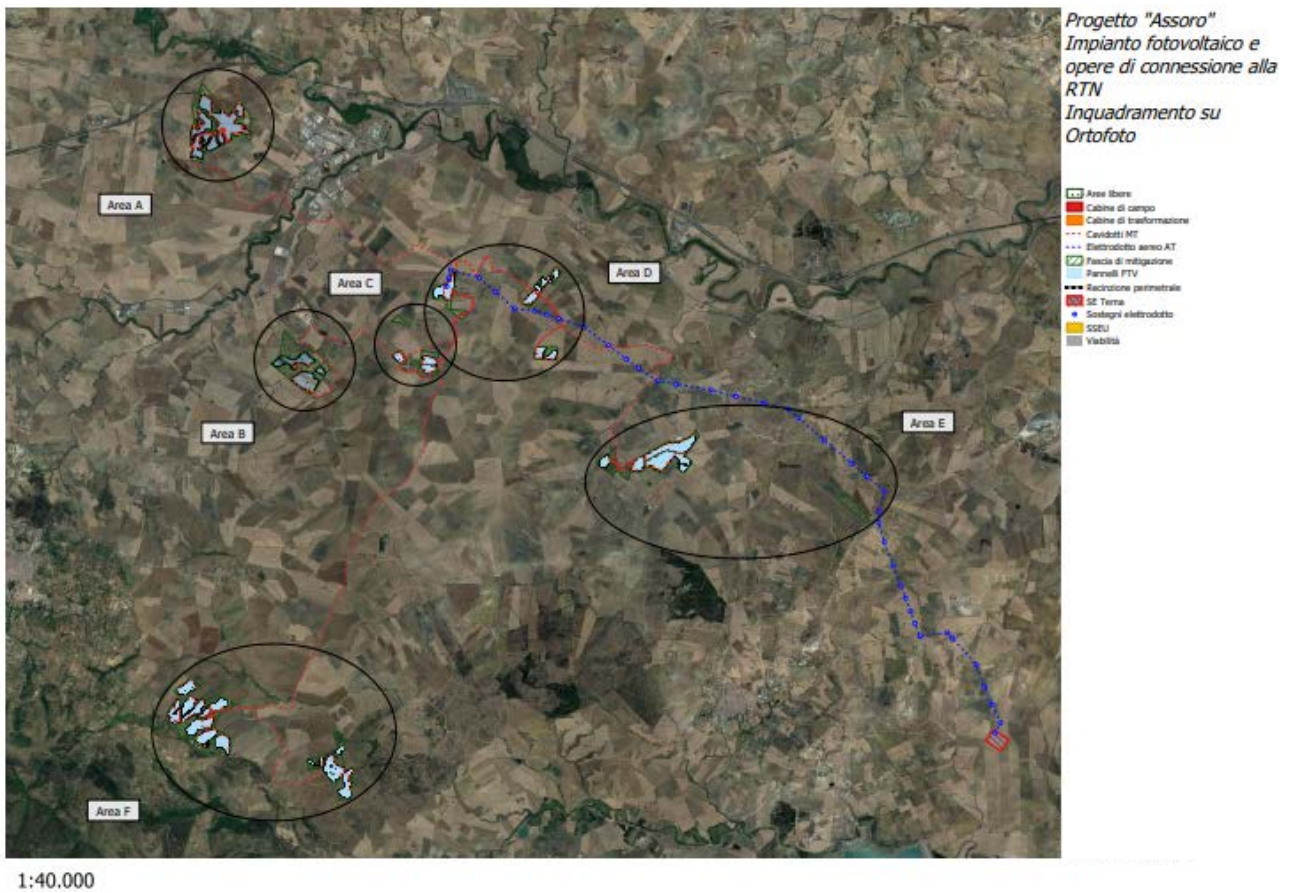 Progetto "Assoro"
Impianto fotovoltaico e
opere di connessione alla
RTN
Inquadramento su
Ortofoto
Aree libere
Cabine di campo
Cabine di trasformazione
Cavidotti MT
Elettrodotto aereo AT
Fascia di mitigazione
Pannelli FTV
Recinzione perimetrale
SE Terna
Sostegni elettrodotto
SSEU
Viabilità
Area A
Area D
Area C
Area B
Area E
Area F
1:40.000